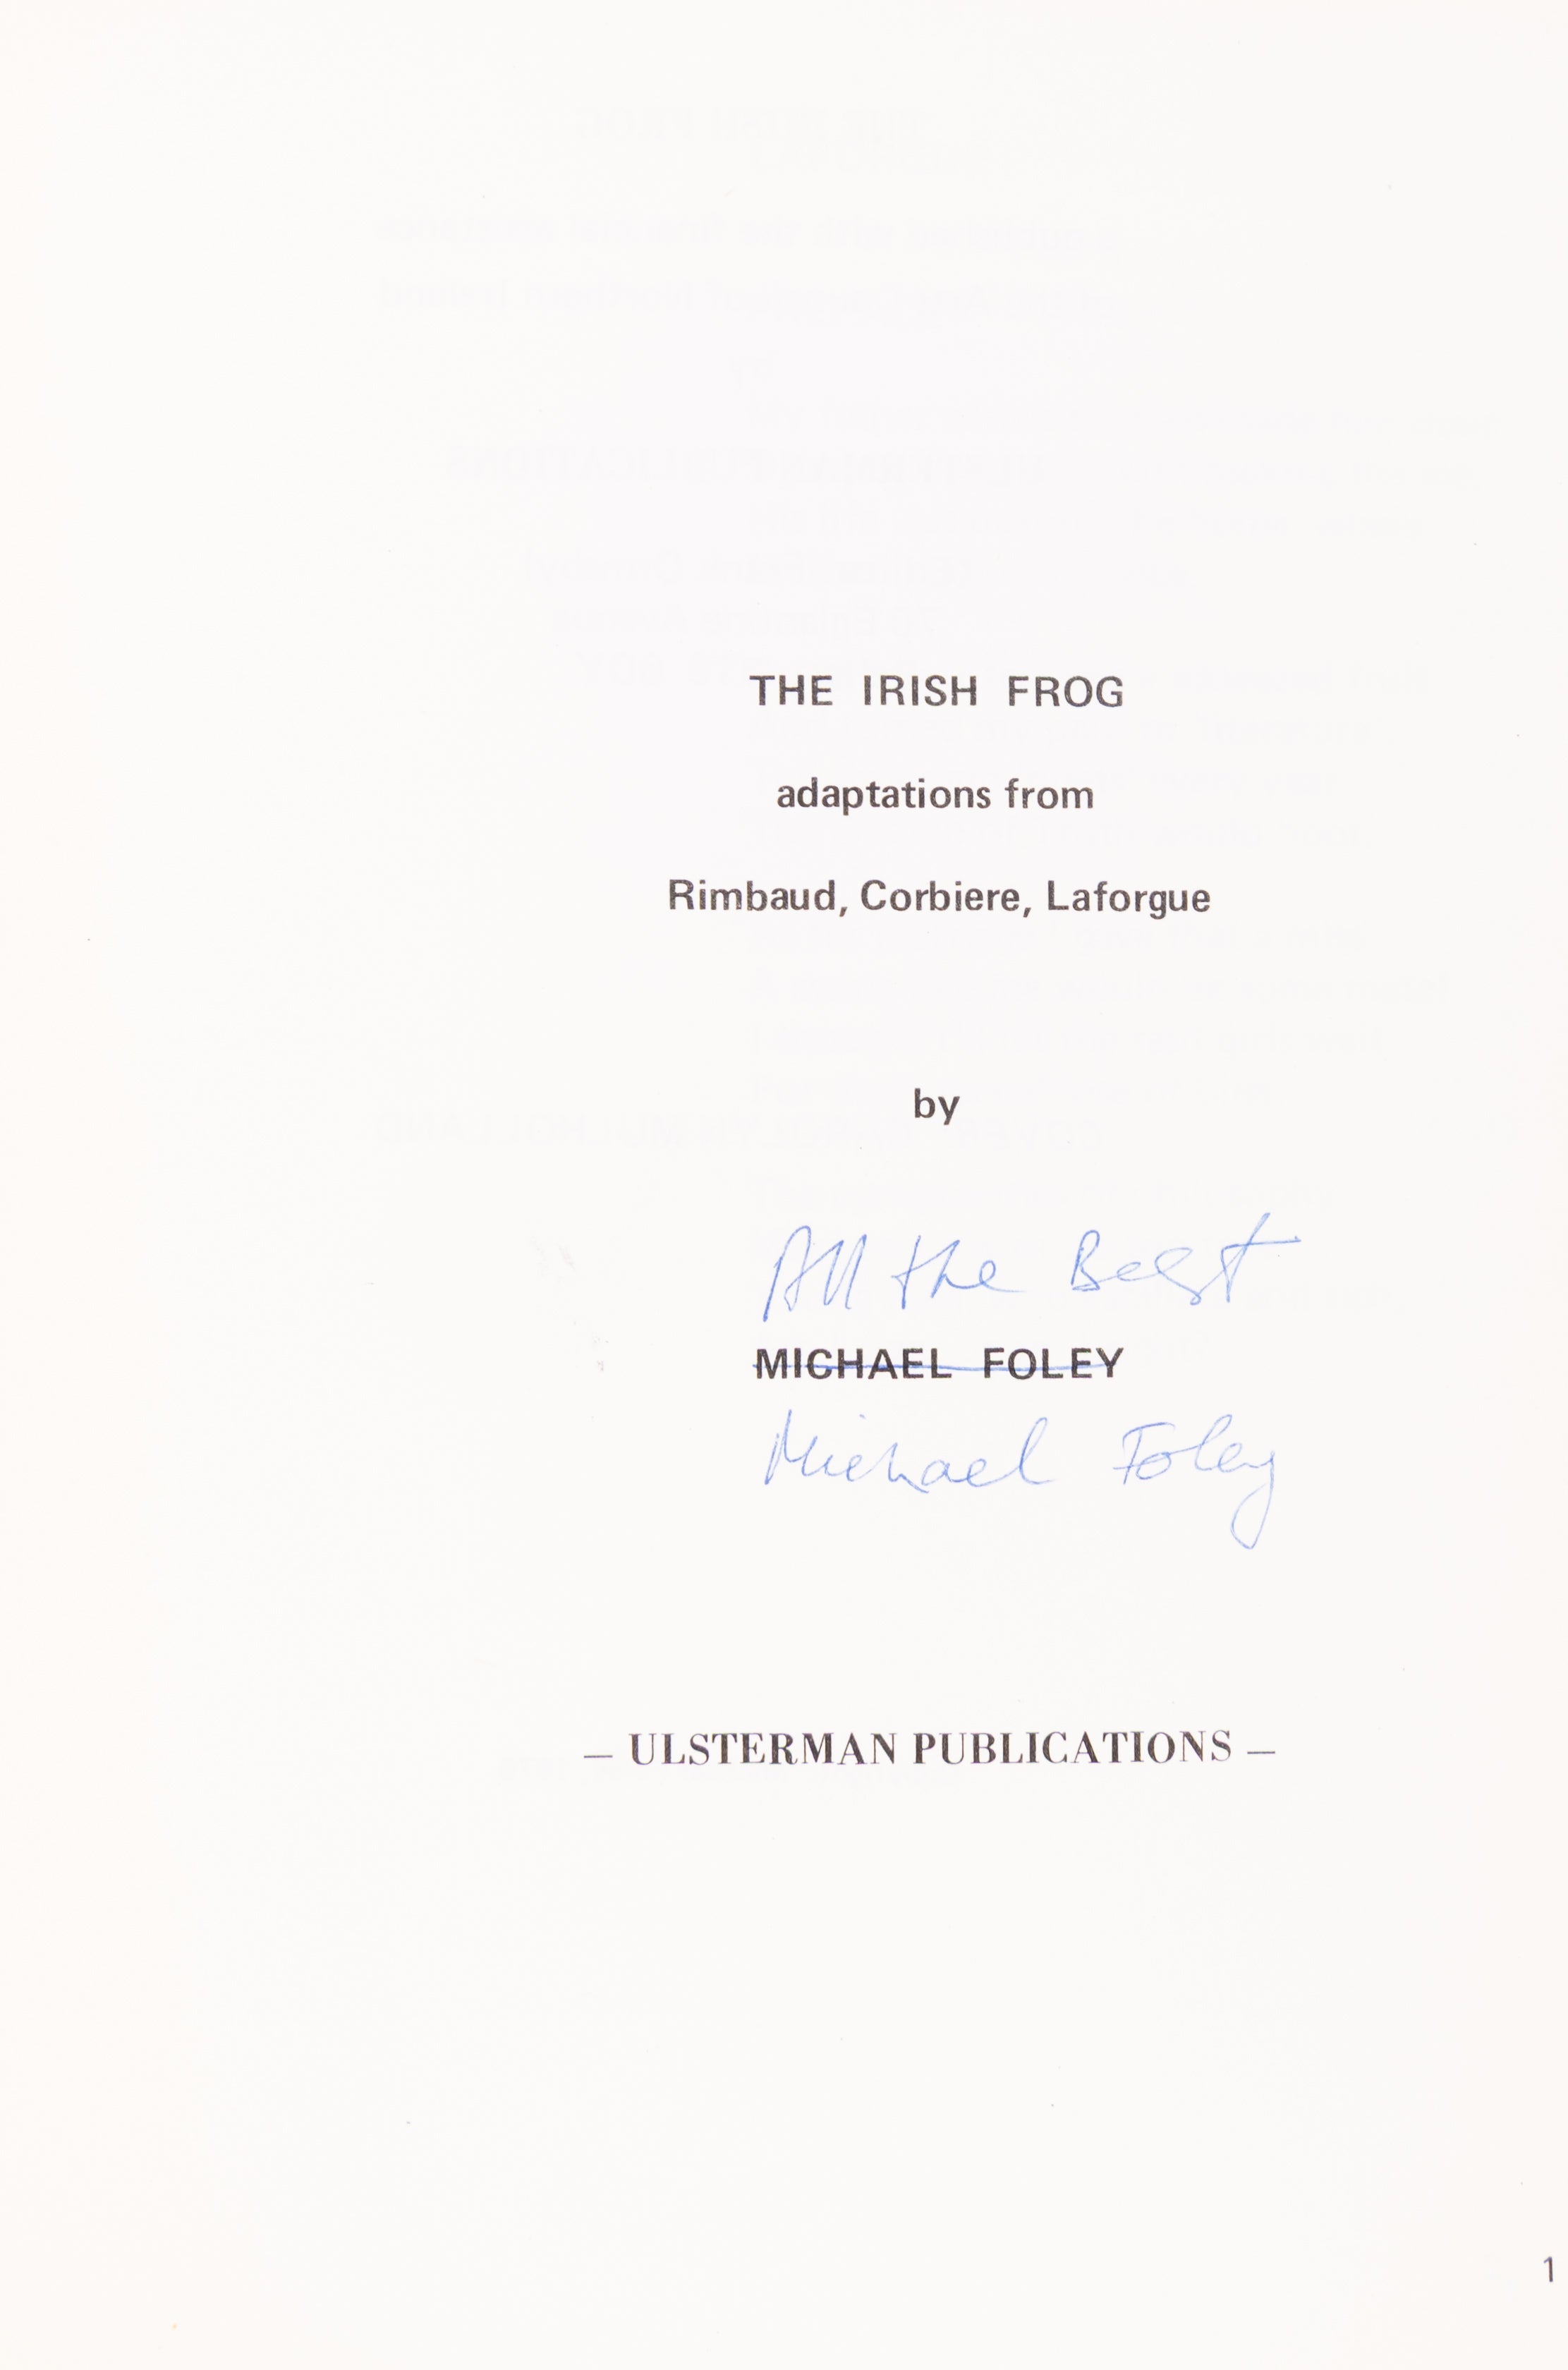 THE IRISH FROG
adaptations from
Rimbaud, Corbiere, Laforgue
by
All the Best
MICHAEL FOLEY
Michael Foley
— ULSTERMAN PUBLICATIONS —
1